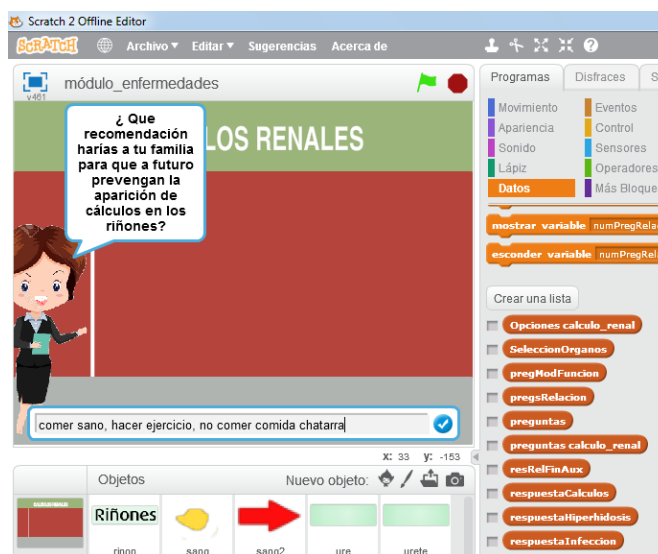 Scratch 2 Offline Editor
SCRATCH Archivo Editar Sugerencias Acerca de
v461
módulo_enfermedades
LOS RENALES
¿ Que
recomendación
harías a tu familia
para que a futuro
prevengan la
aparición de
cálculos en los
riñones?
comer sano, hacer ejercicio, no comer comida chatarra
x: 33 y: -153
Objetos Nuevo objeto:
Riñones
rinon sang sang2 ure urete
Programas Disfraces S
Movimiento Eventos
Apariencia Control
Sonido Sensores
Lápiz Operadores
Datos Más Bloque
mostrar variable numPregRela
esconder variable numPregRel
Crear una lista
Opciones calculo_renal
SeleccionOrganos
pregModFuncion
pregsRelacion
preguntas
preguntas calculo_renal
resRelFinAux
respuestaCalculos
respuestaHiperhidosis
respuestaInfeccion